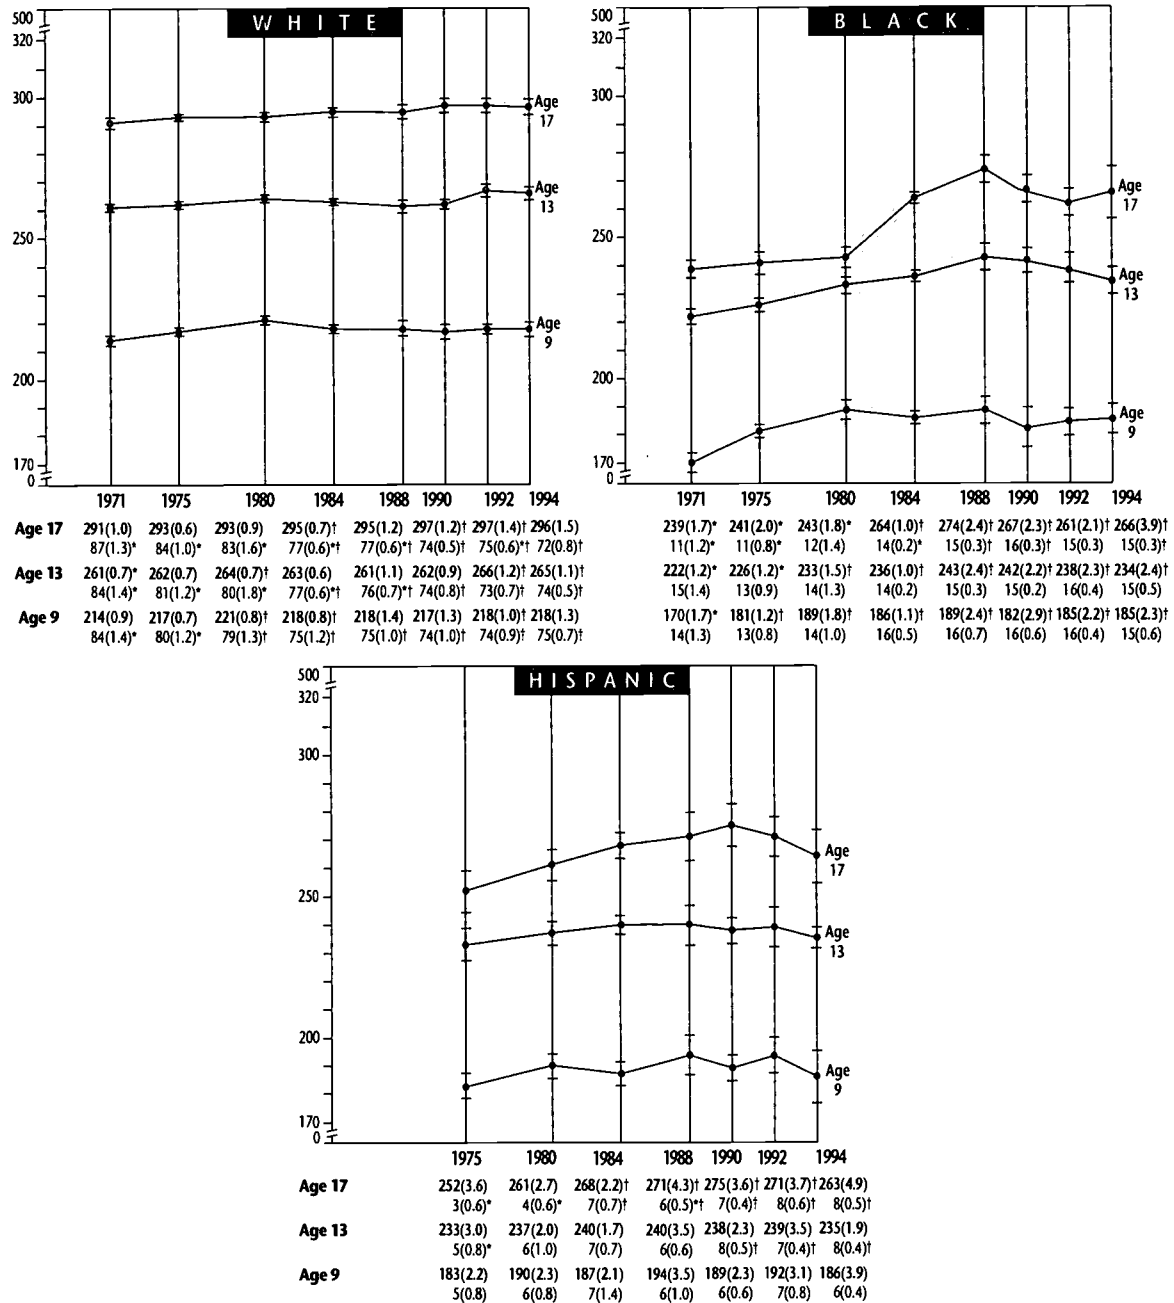 WHITE
500
320
300
250
200
170
0
Age
17
Age
13
Age
9
1971 1975 1980 1984 1988 1990 1992 1994
Age 17 291(1.0) 293(0.6) 293(0.9) 295(0.7)† 295(1.2) 297(1.2)† 297(1.4)† 296(1.5)
87(1.3)* 84(1.0)* 83(1.6)* 77(0.6)*† 77(0.6)*† 74(0.5)† 75(0.6)*† 72(0.8)†
Age 13 261(0.7)* 262(0.7) 264(0.7)† 263(0.6) 261(1.1) 262(0.9) 266(1.2)† 265(1.1)†
84(1.4)* 81(1.2)* 80(1.8)* 77(0.6)*† 76(0.7)*† 74(0.8)† 73(0.7)† 74(0.5)†
Age 9 214(0.9) 217(0.7) 221(0.8)† 218(0.8)† 218(1.4) 217(1.3) 218(1.0)† 218(1.3)
84(1.4)* 80(1.2)* 79(1.3)† 75(1.2)† 75(1.0)† 74(1.0)† 74(0.9)† 75(0.7)†
BLACK
500
320
300
250
200
170
0
Age
17
Age
13
Age
9
1971 1975 1980 1984 1988 1990 1992 1994
239(1.7)* 241(2.0)* 243(1.8)* 264(1.0)† 274(2.4)† 267(2.3)† 261(2.1)† 266(3.9)†
11(1.2)* 11(0.8)* 12(1.4) 14(0.2)* 15(0.3)† 16(0.3)† 15(0.3) 15(0.3)†
222(1.2)* 226(1.2)* 233(1.5)† 236(1.0)† 243(2.4)† 242(2.2)† 238(2.3)† 234(2.4)†
15(1.4) 13(0.9) 14(1.3) 14(0.2) 15(0.3) 15(0.2) 16(0.4) 15(0.5)
170(1.7)* 181(1.2)† 189(1.8)† 186(1.1)† 189(2.4)† 182(2.9)† 185(2.2)† 185(2.3)†
14(1.3) 13(0.8) 14(1.0) 16(0.5) 16(0.7) 16(0.6) 16(0.4) 15(0.6)
HISPANIC
500
320
300
250
200
170
0
Age
17
Age
13
Age
9
1975 1980 1984 1988 1990 1992 1994
Age 17 252(3.6) 261(2.7) 268(2.2)† 271(4.3)† 275(3.6)† 271(3.7)† 263(4.9)
3(0.6)* 4(0.6)* 7(0.7)† 6(0.5)*† 7(0.4)† 8(0.6)† 8(0.5)†
Age 13 233(3.0) 237(2.0) 240(1.7) 240(3.5) 238(2.3) 239(3.5) 235(1.9)
5(0.8)* 6(1.0) 7(0.7) 6(0.6) 8(0.5)† 7(0.4)† 8(0.4)†
Age 9 183(2.2) 190(2.3) 187(2.1) 194(3.5) 189(2.3) 192(3.1) 186(3.9)
5(0.8) 6(0.8) 7(1.4) 6(1.0) 6(0.6) 7(0.8) 6(0.4)